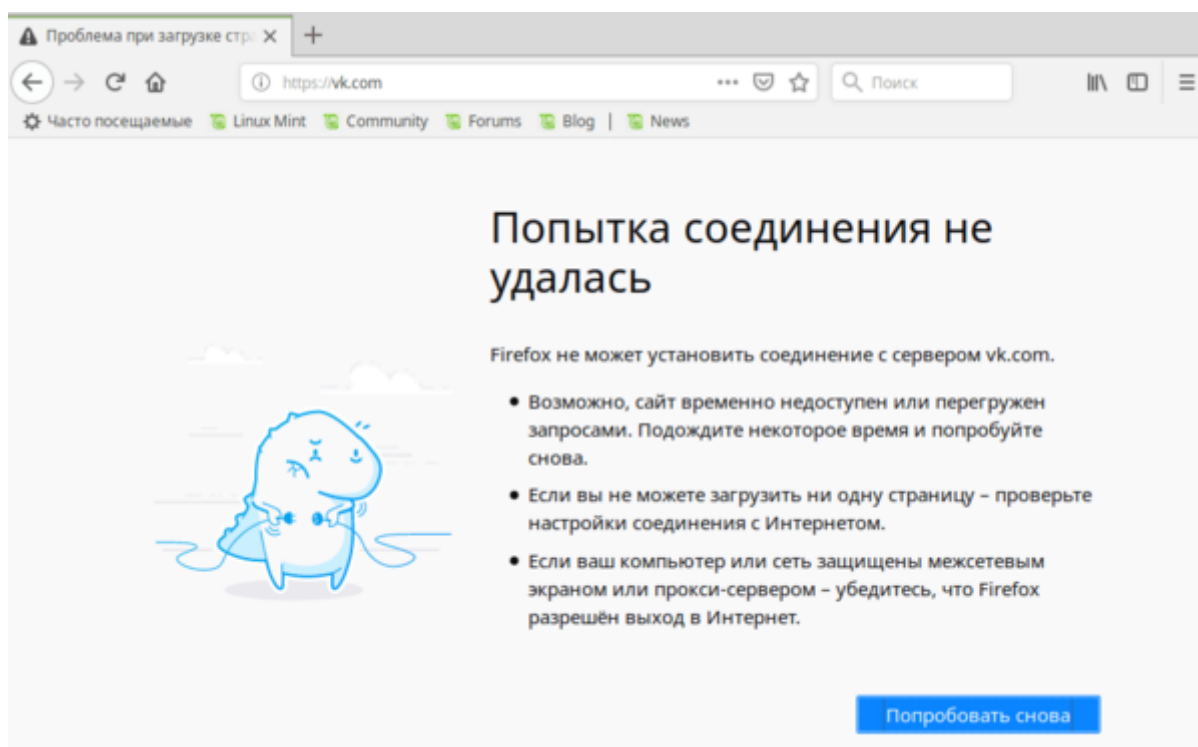 Проблема при загрузке стр
https://vk.com
Поиск
Часто посещаемые Linux Mint Community Forums Blog | News
Попытка соединения не
удалась
Firefox не может установить соединение с сервером vk.com.
• Возможно, сайт временно недоступен или перегружен
запросами. Подождите некоторое время и попробуйте
снова.
• Если вы не можете загрузить ни одну страницу – проверьте
настройки соединения с Интернетом.
• Если ваш компьютер или сеть защищены межсетевым
экраном или прокси-сервером – убедитесь, что Firefox
разрешён выход в Интернет.
Попробовать снова